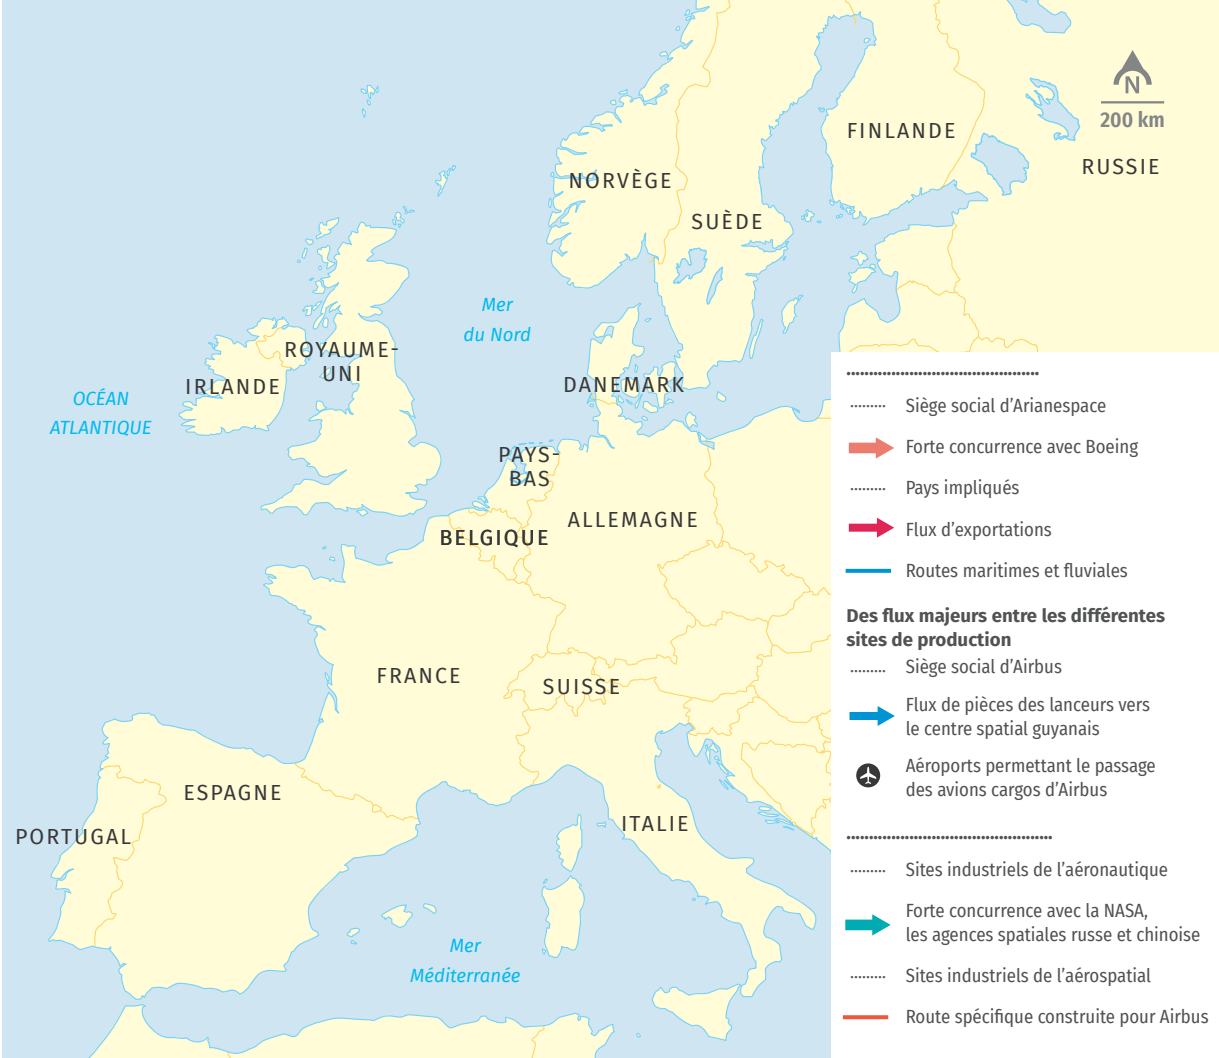 N
200 km
FINLANDE
RUSSIE
NORVÈGE
SUÈDE
Mer
du Nord
ROYAUME-
UNI
IRLANDE
DANEMARK
OCÉAN
ATLANTIQUE
PAYS-
BAS
ALLEMAGNE
BELGIQUE
FRANCE
SUISSE
ESPAGNE
PORTUGAL
ITALIE
Mer
Méditerranée
Siège social d’Arianespace
Forte concurrence avec Boeing
Pays impliqués
Flux d’exportations
Routes maritimes et fluviales
Des flux majeurs entre les différentes
sites de production
Siège social d’Airbus
Flux de pièces des lanceurs vers
le centre spatial guyanais
Aéroports permettant le passage
des avions cargos d’Airbus
Sites industriels de l’aéronautique
Forte concurrence avec la NASA,
les agences spatiales russe et chinoise
Sites industriels de l’aérospatial
Route spécifique construite pour Airbus